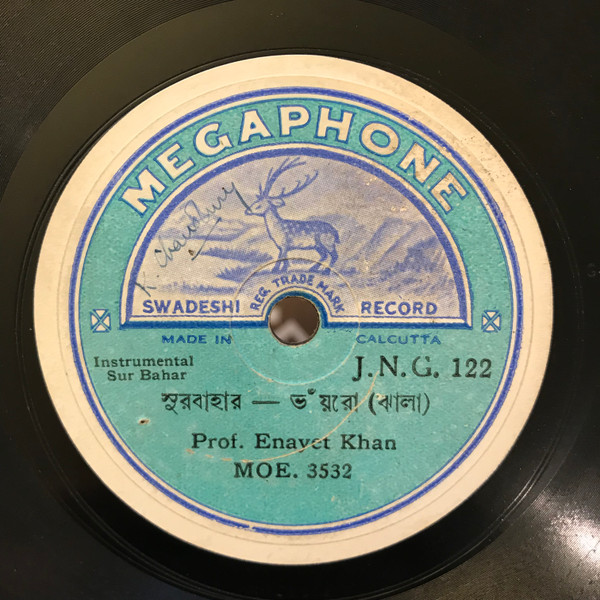 MEGAPHONE
K Chowdhury
REG. TRADE MARK
SWADESHI RECORD
MADE IN CALCUTTA
Instrumental
Sur Bahar
J.N.G. 122
সুরবাহার — ভঁয়রো (ঝালা)
Prof. Enayet Khan
MOE. 3532